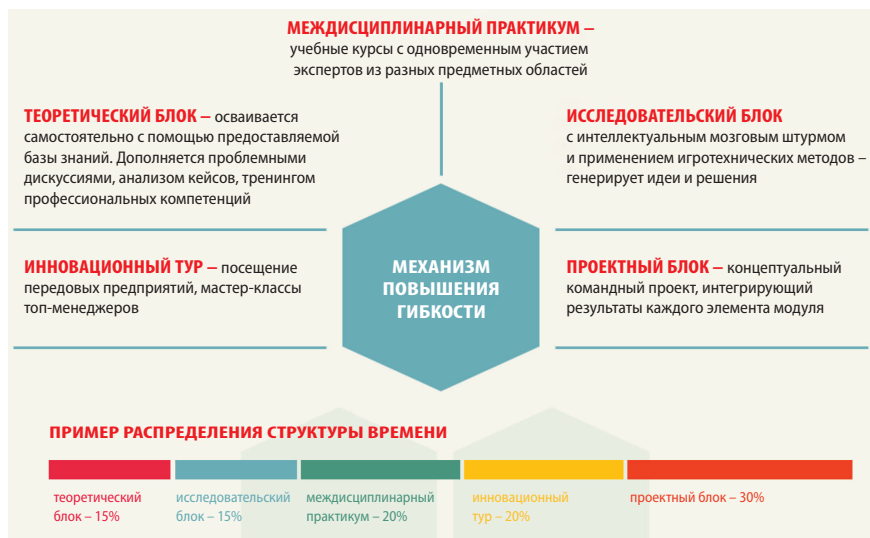 МЕЖДИСЦИПЛИНАРНЫЙ ПРАКТИКУМ –
учебные курсы с одновременным участием
экспертов из разных предметных областей
ТЕОРЕТИЧЕСКИЙ БЛОК – осваивается
самостоятельно с помощью предоставляемой
базы знаний. Дополняется проблемными
дискуссиями, анализом кейсов, тренингом
профессиональных компетенций
ИССЛЕДОВАТЕЛЬСКИЙ БЛОК
с интеллектуальным мозговым штурмом
и применением игротехнических методов –
генерирует идеи и решения
ИННОВАЦИОННЫЙ ТУР – посещение
передовых предприятий, мастер-классы
топ-менеджеров
МЕХАНИЗМ
ПОВЫШЕНИЯ
ГИБКОСТИ
ПРОЕКТНЫЙ БЛОК – концептуальный
командный проект, интегрирующий
результаты каждого элемента модуля
ПРИМЕР РАСПРЕДЕЛЕНИЯ СТРУКТУРЫ ВРЕМЕНИ
теоретический
блок – 15%
исследовательский
блок – 15%
междисциплинарный
практикум – 20%
инновационный
тур – 20%
проектный блок – 30%